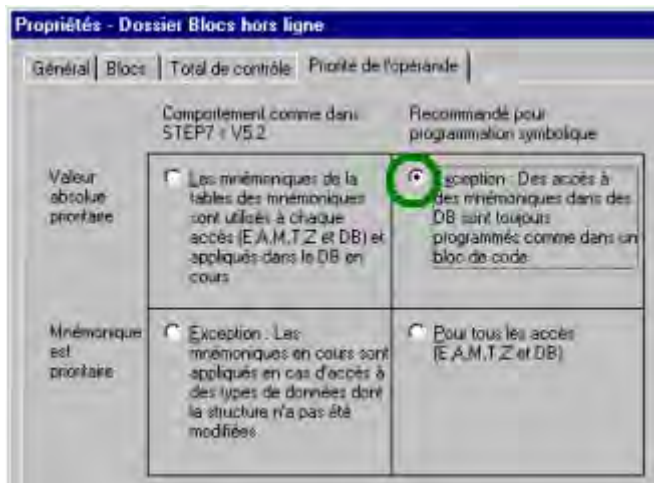 Propriétés - Dossier Blocs hors ligne
Général Blocs Total de contrôle Priorité de l'opérande
Comportement comme dans
STEP7 < V5.2
Recommandé pour
programmation symbolique
Valeur
absolue
prioritaire
Les mnémoniques de la
tables des mnémoniques
sont utilisés à chaque
accès (E,A,M,T,Z et DB) et
appliqués dans le DB en
cours
Exception : Des accès à
des mnémoniques dans des
DB sont toujours
programmés comme dans un
bloc de code
Mnémonique
est
prioritaire
Exception : Les
mnémoniques en cours sont
appliqués en cas d'accès à
des types de données dont
la structure n'a pas été
modifiées
Pour tous les accès
(E,A,M,T,Z et DB)